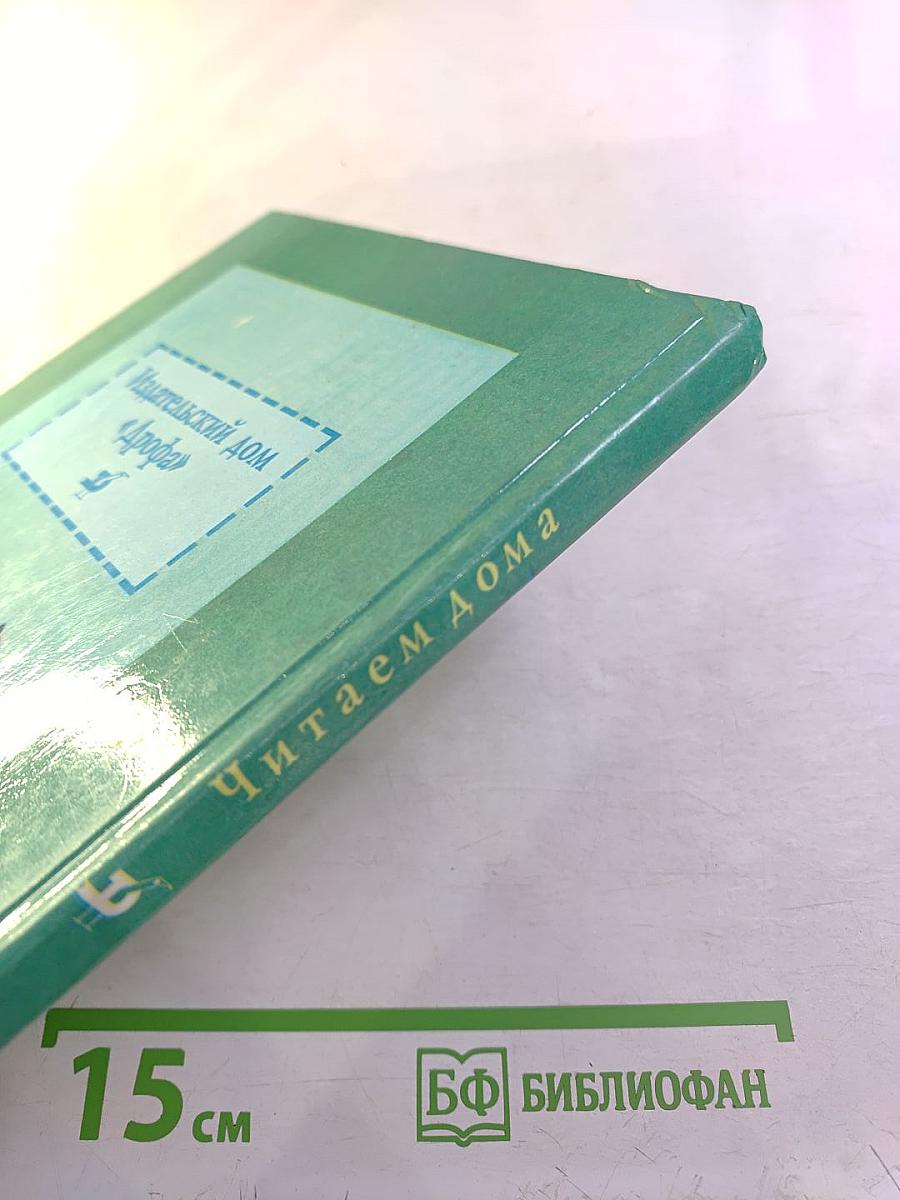 Издательский дом
«Дрофа»
Читаем дома
15 см
БФ БИБЛИОФАН